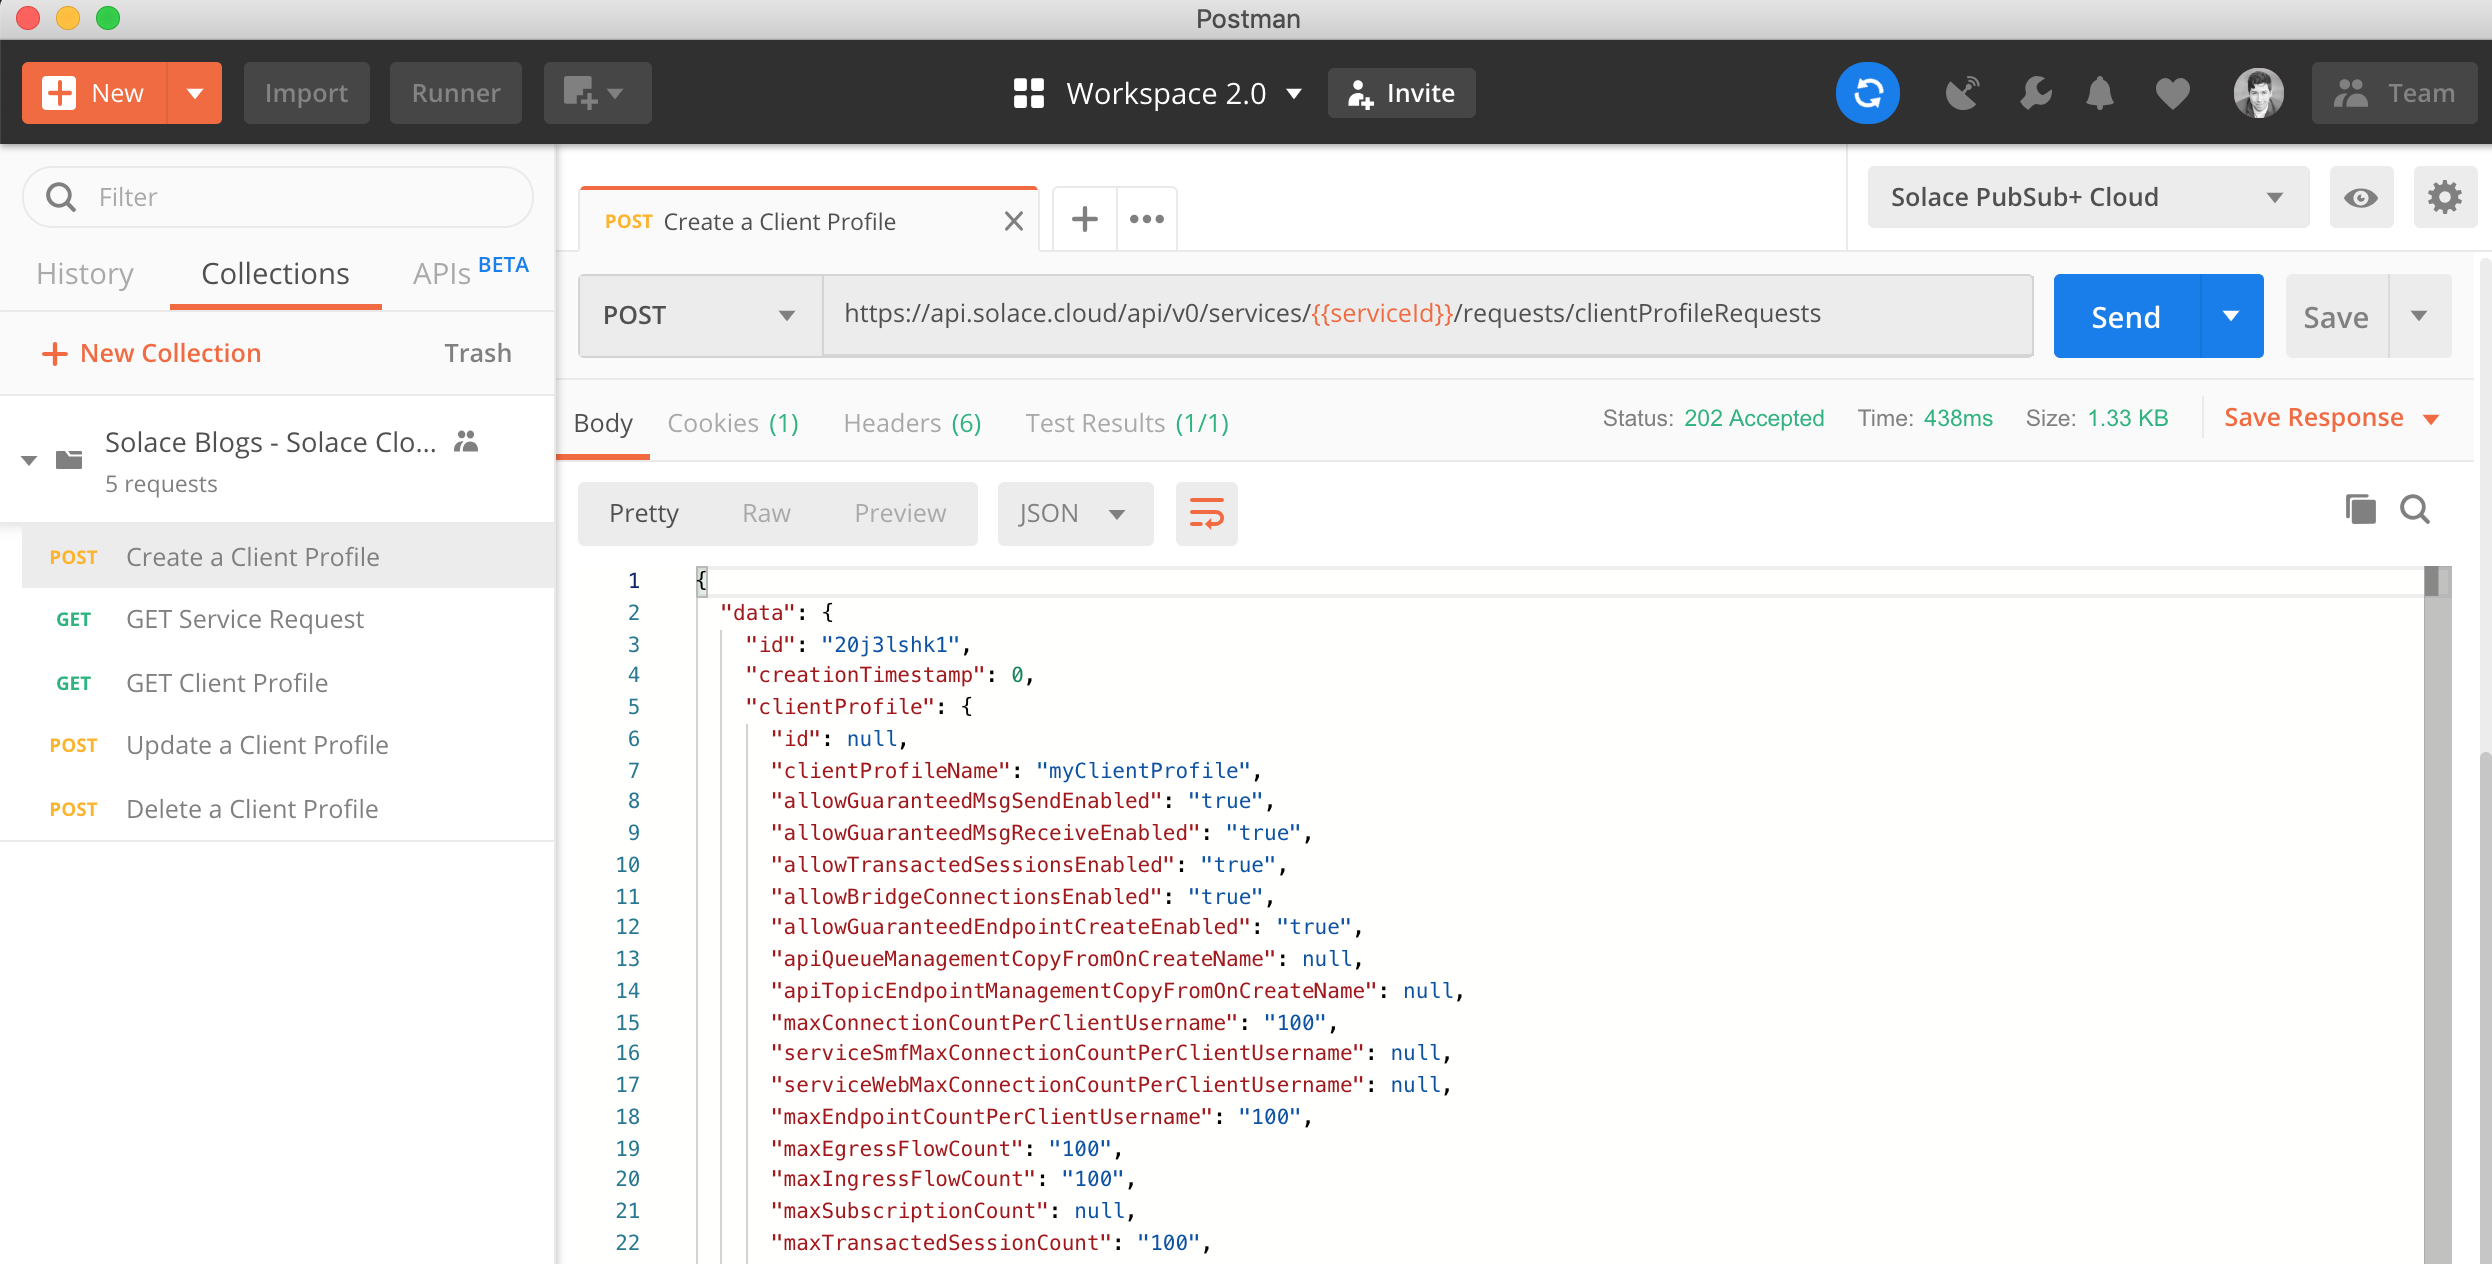 Postman
New
Import
Runner
Workspace 2.0
Invite
Team
Filter
History
Collections
APIs BETA
+ New Collection
Trash
Solace Blogs - Solace Clo...
5 requests
POST Create a Client Profile
GET GET Service Request
GET GET Client Profile
POST Update a Client Profile
POST Delete a Client Profile
POST Create a Client Profile
Solace PubSub+ Cloud
POST
https://api.solace.cloud/api/v0/services/{{serviceId}}/requests/clientProfileRequests
Send
Save
Body
Cookies (1)
Headers (6)
Test Results (1/1)
Status: 202 Accepted
Time: 438ms
Size: 1.33 KB
Save Response
Pretty
Raw
Preview
JSON
1 {
2 "data": {
3 "id": "20j3lshk1",
4 "creationTimestamp": 0,
5 "clientProfile": {
6 "id": null,
7 "clientProfileName": "myClientProfile",
8 "allowGuaranteedMsgSendEnabled": "true",
9 "allowGuaranteedMsgReceiveEnabled": "true",
10 "allowTransactedSessionsEnabled": "true",
11 "allowBridgeConnectionsEnabled": "true",
12 "allowGuaranteedEndpointCreateEnabled": "true",
13 "apiQueueManagementCopyFromOnCreateName": null,
14 "apiTopicEndpointManagementCopyFromOnCreateName": null,
15 "maxConnectionCountPerClientUsername": "100",
16 "serviceSmfMaxConnectionCountPerClientUsername": null,
17 "serviceWebMaxConnectionCountPerClientUsername": null,
18 "maxEndpointCountPerClientUsername": "100",
19 "maxEgressFlowCount": "100",
20 "maxIngressFlowCount": "100",
21 "maxSubscriptionCount": null,
22 "maxTransactedSessionCount": "100",